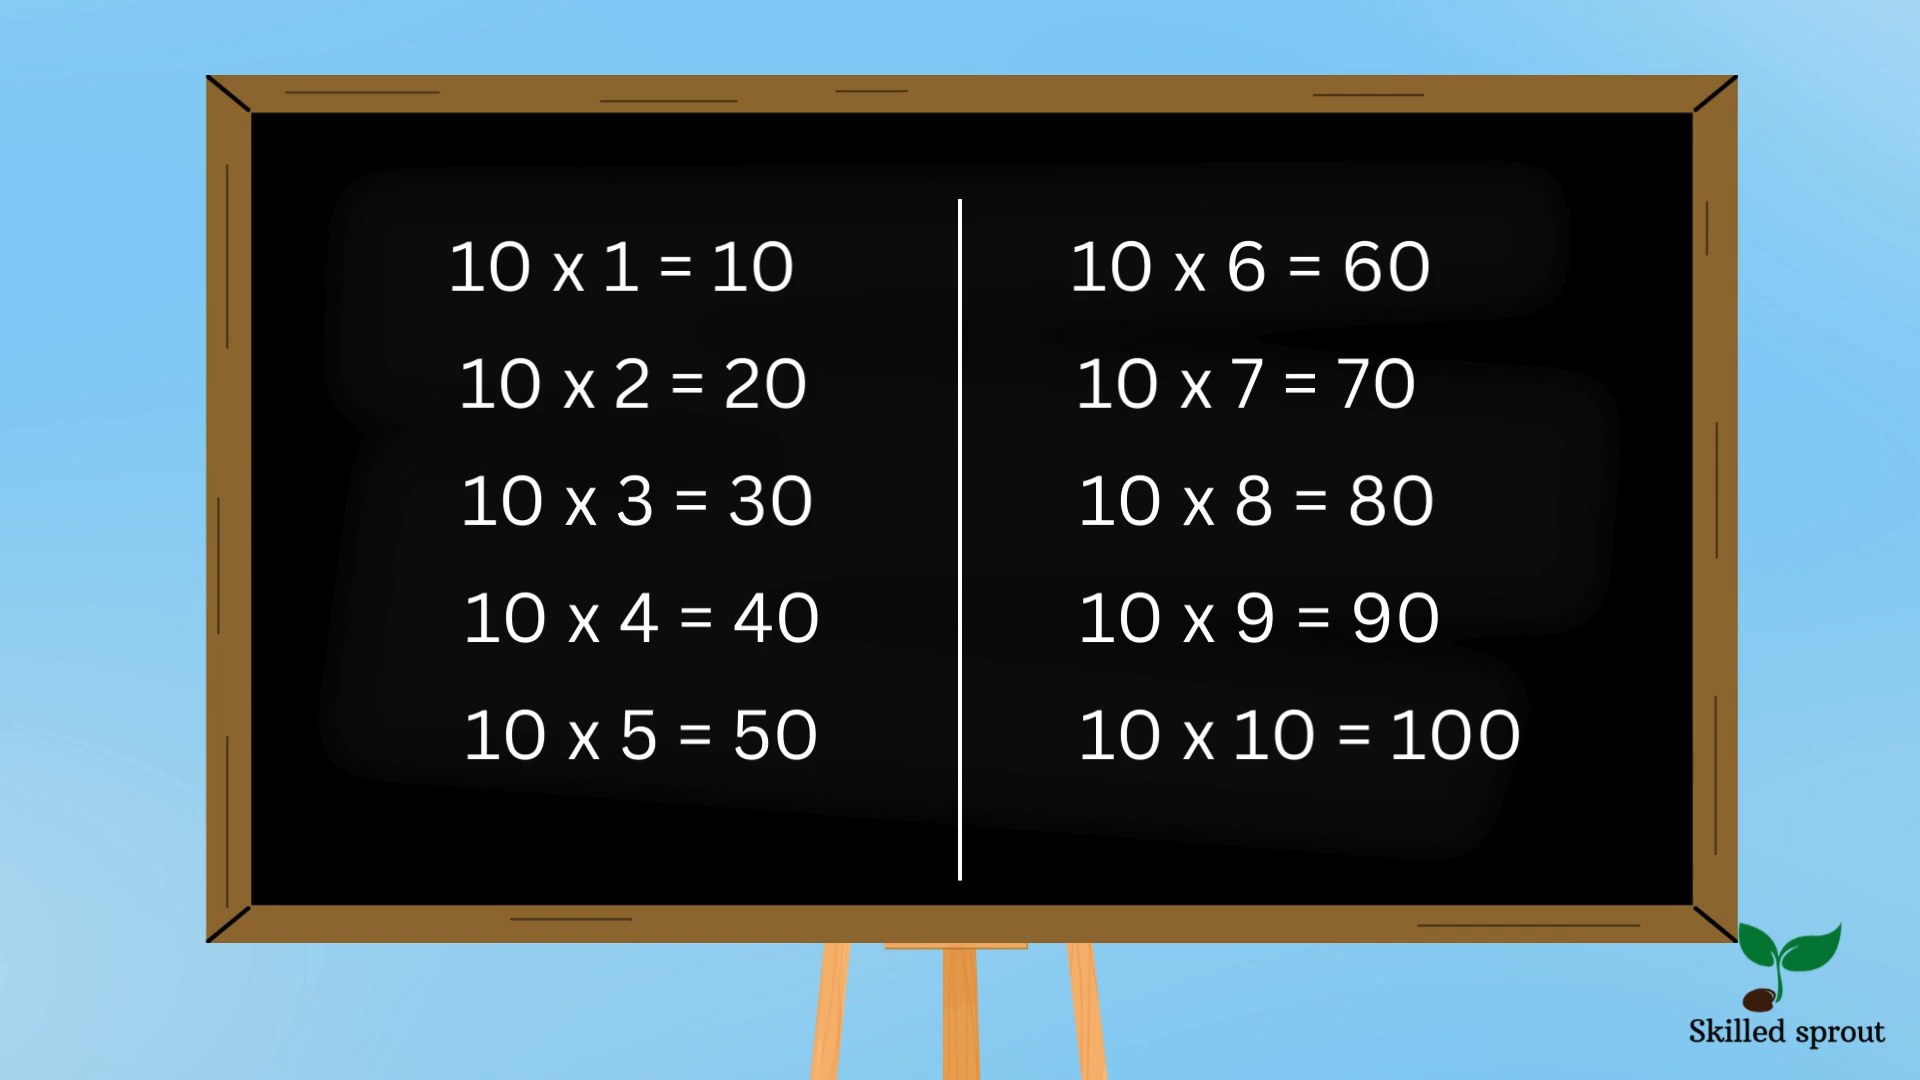 10 x 1 = 10
10 x 2 = 20
10 x 3 = 30
10 x 4 = 40
10 x 5 = 50
10 x 6 = 60
10 x 7 = 70
10 x 8 = 80
10 x 9 = 90
10 x 10 = 100
Skilled sprout